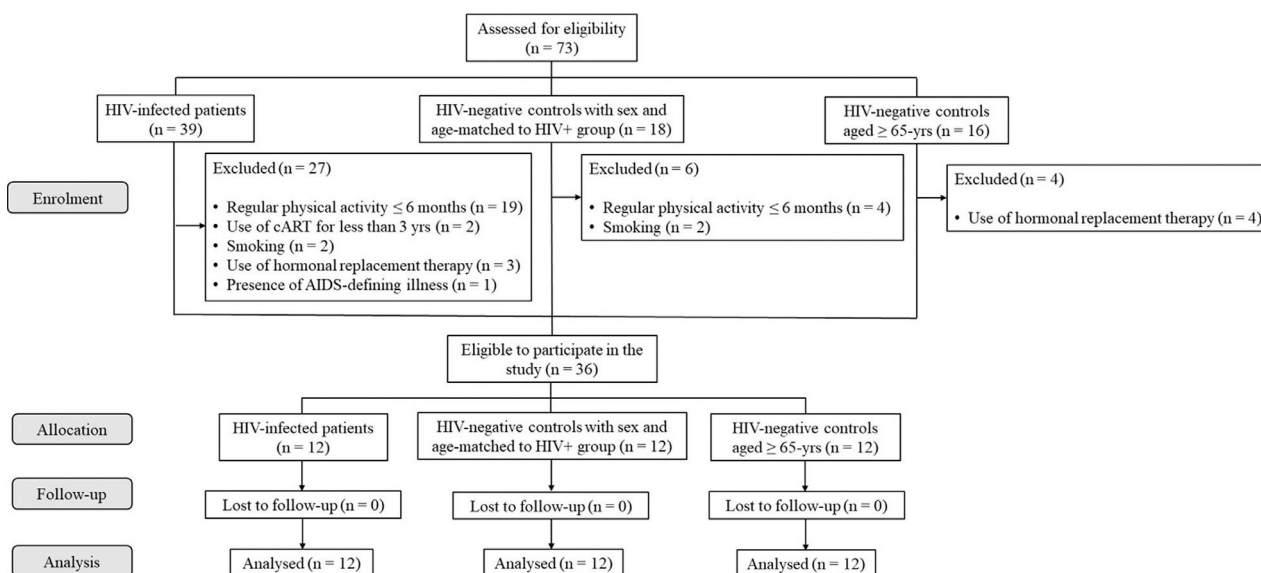 Assessed for eligibility
(n = 73)
HIV-infected patients
(n = 39)
HIV-negative controls with sex and
age-matched to HIV+ group (n = 18)
HIV-negative controls
aged ≥ 65-yrs (n = 16)
Enrolment
Excluded (n = 27)
• Regular physical activity ≤ 6 months (n = 19)
• Use of cART for less than 3 yrs (n = 2)
• Smoking (n = 2)
• Use of hormonal replacement therapy (n = 3)
• Presence of AIDS-defining illness (n = 1)
Excluded (n = 6)
• Regular physical activity ≤ 6 months (n = 4)
• Smoking (n = 2)
Excluded (n = 4)
• Use of hormonal replacement therapy (n = 4)
Eligible to participate in the
study (n = 36)
Allocation
HIV-infected patients
(n = 12)
HIV-negative controls with sex and
age-matched to HIV+ group (n = 12)
HIV-negative controls
aged ≥ 65-yrs (n = 12)
Follow-up
Lost to follow-up (n = 0)
Lost to follow-up (n = 0)
Lost to follow-up (n = 0)
Analysis
Analysed (n = 12)
Analysed (n = 12)
Analysed (n = 12)